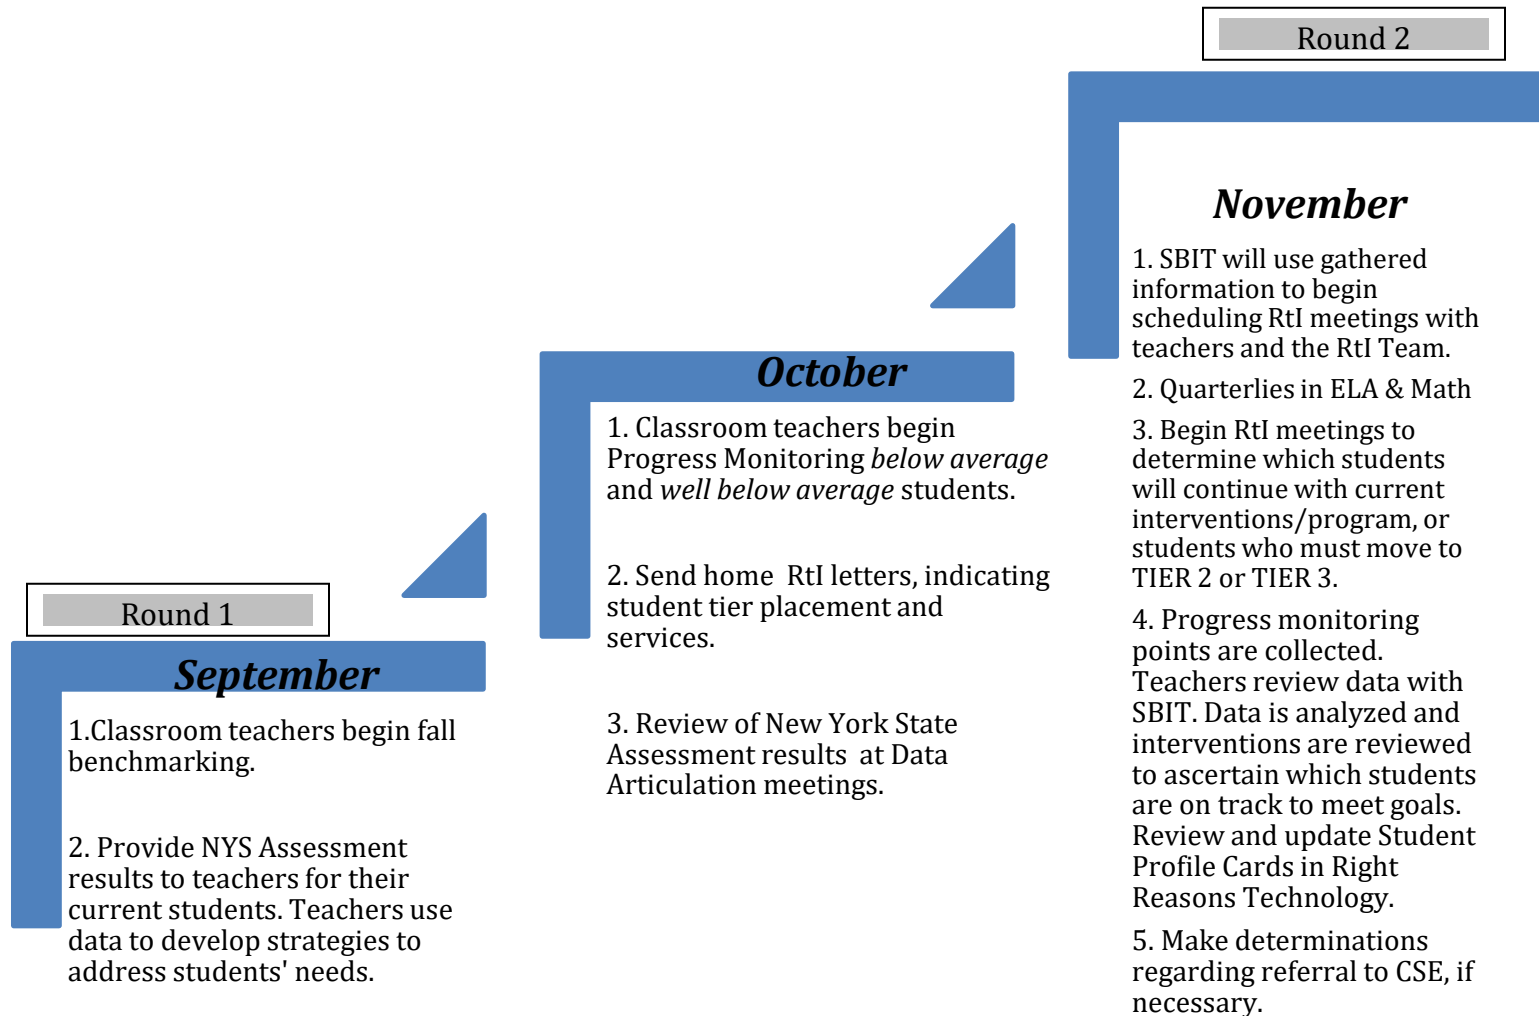 Round 1
September
1.Classroom teachers begin fall
benchmarking.
2. Provide NYS Assessment
results to teachers for their
current students. Teachers use
data to develop strategies to
address students' needs.
October
1. Classroom teachers begin
Progress Monitoring below average
and well below average students.
2. Send home  RtI letters, indicating
student tier placement and
services.
3. Review of New York State
Assessment results  at Data
Articulation meetings.
Round 2
November
1. SBIT will use gathered
information to begin
scheduling RtI meetings with
teachers and the RtI Team.
2. Quarterlies in ELA & Math
3. Begin RtI meetings to
determine which students
will continue with current
interventions/program, or
students who must move to
TIER 2 or TIER 3.
4. Progress monitoring
points are collected.
Teachers review data with
SBIT. Data is analyzed and
interventions are reviewed
to ascertain which students
are on track to meet goals.
Review and update Student
Profile Cards in Right
Reasons Technology.
5. Make determinations
regarding referral to CSE, if
necessary.